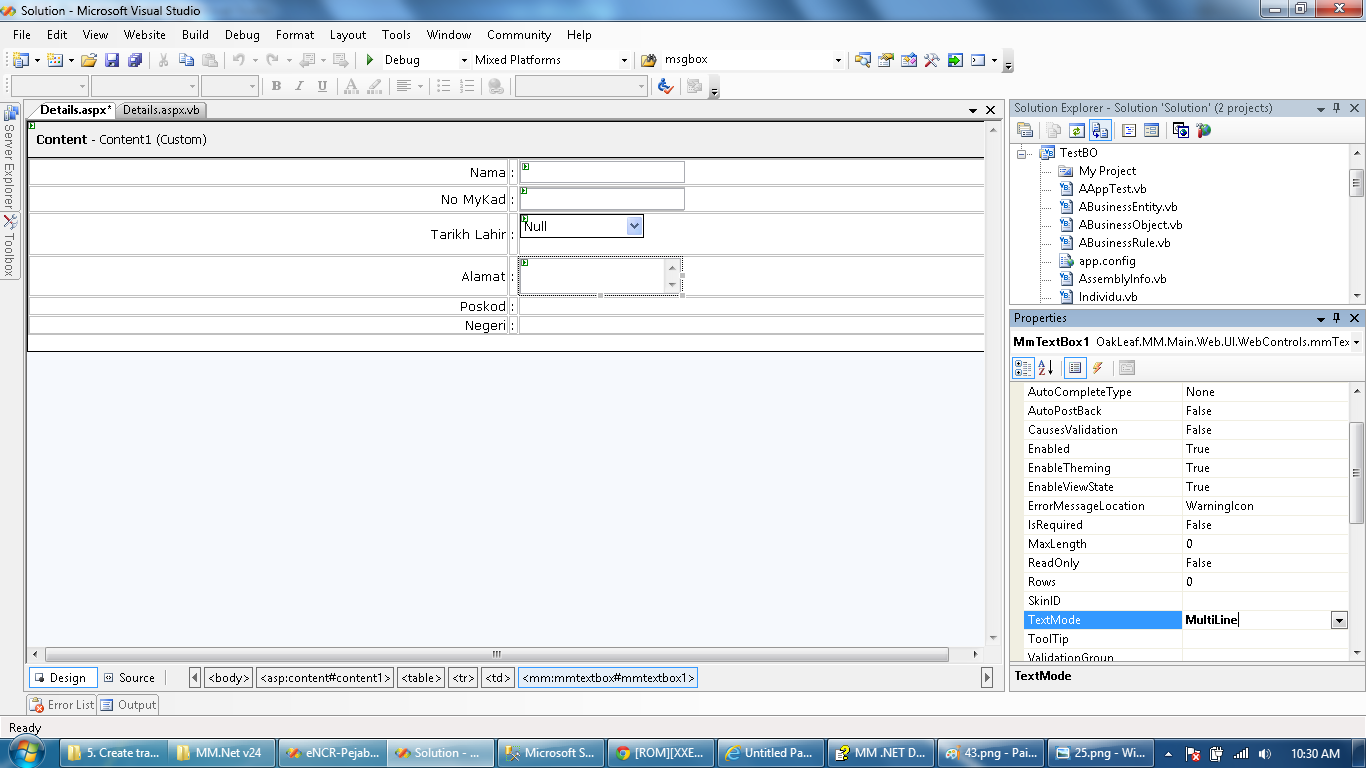 Solution - Microsoft Visual Studio
File Edit View Website Build Debug Format Layout Tools Window Community Help
Debug Mixed Platforms msgbox
B I U A
Details.aspx* Details.aspx.vb
Server Explorer
Toolbox
Content - Content1 (Custom)
Nama :
No MyKad :
Tarikh Lahir : Null
Alamat :
Poskod :
Negeri :
Design Source <body> <asp:content#content1> <table> <tr> <td> <mm:mmtextbox#mmtextbox1>
Error List Output
Ready
Solution Explorer - Solution 'Solution' (2 projects)
TestBO
My Project
AAppTest.vb
ABusinessEntity.vb
ABusinessObject.vb
ABusinessRule.vb
app.config
AssemblyInfo.vb
Individu.vb
Properties
MmTextBox1 OakLeaf.MM.Main.Web.UI.WebControls.mmTex
AutoCompleteType None
AutoPostBack False
CausesValidation False
Enabled True
EnableTheming True
EnableViewState True
ErrorMessageLocation WarningIcon
IsRequired False
MaxLength 0
ReadOnly False
Rows 0
SkinID
TextMode MultiLine
ToolTip
ValidationGroup
TextMode
5. Create tra... MM.Net v24 eNCR-Pejab... Solution - ... Microsoft S... [ROM][XXE... Untitled Pa... MM .NET D... 43.png - Pai... 25.png - Wi... 10:30 AM